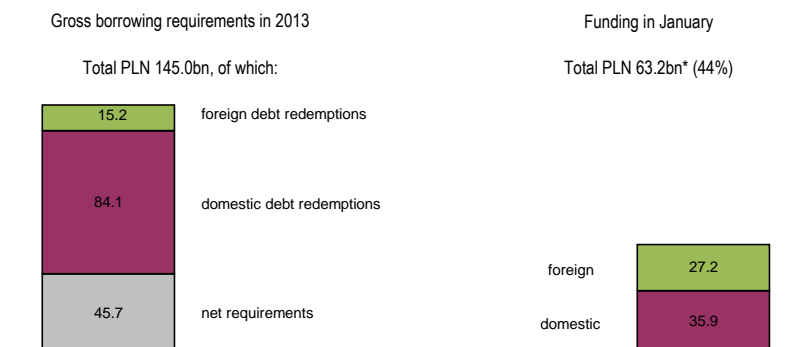 Gross borrowing requirements in 2013
Total PLN 145.0bn, of which:
15.2 foreign debt redemptions
84.1 domestic debt redemptions
45.7 net requirements
Funding in January
Total PLN 63.2bn* (44%)
foreign 27.2
domestic 35.9